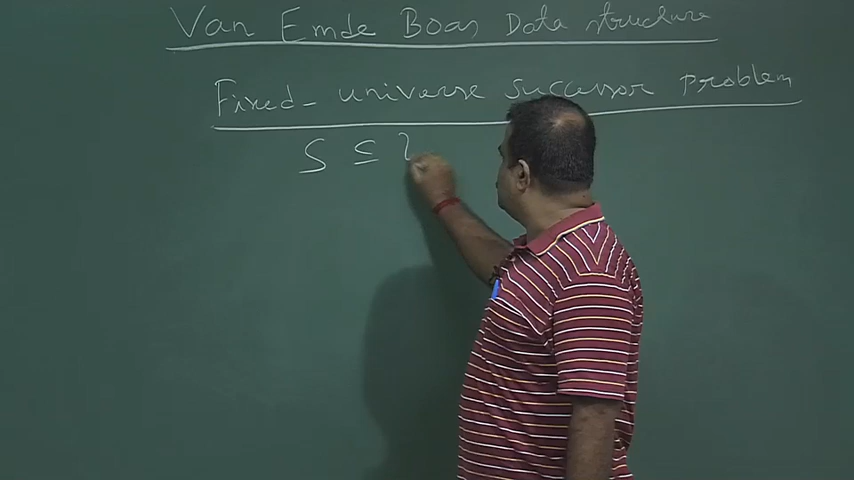 Van Emde Boas Data structure
Fixed - universe successor problem
S ⊆